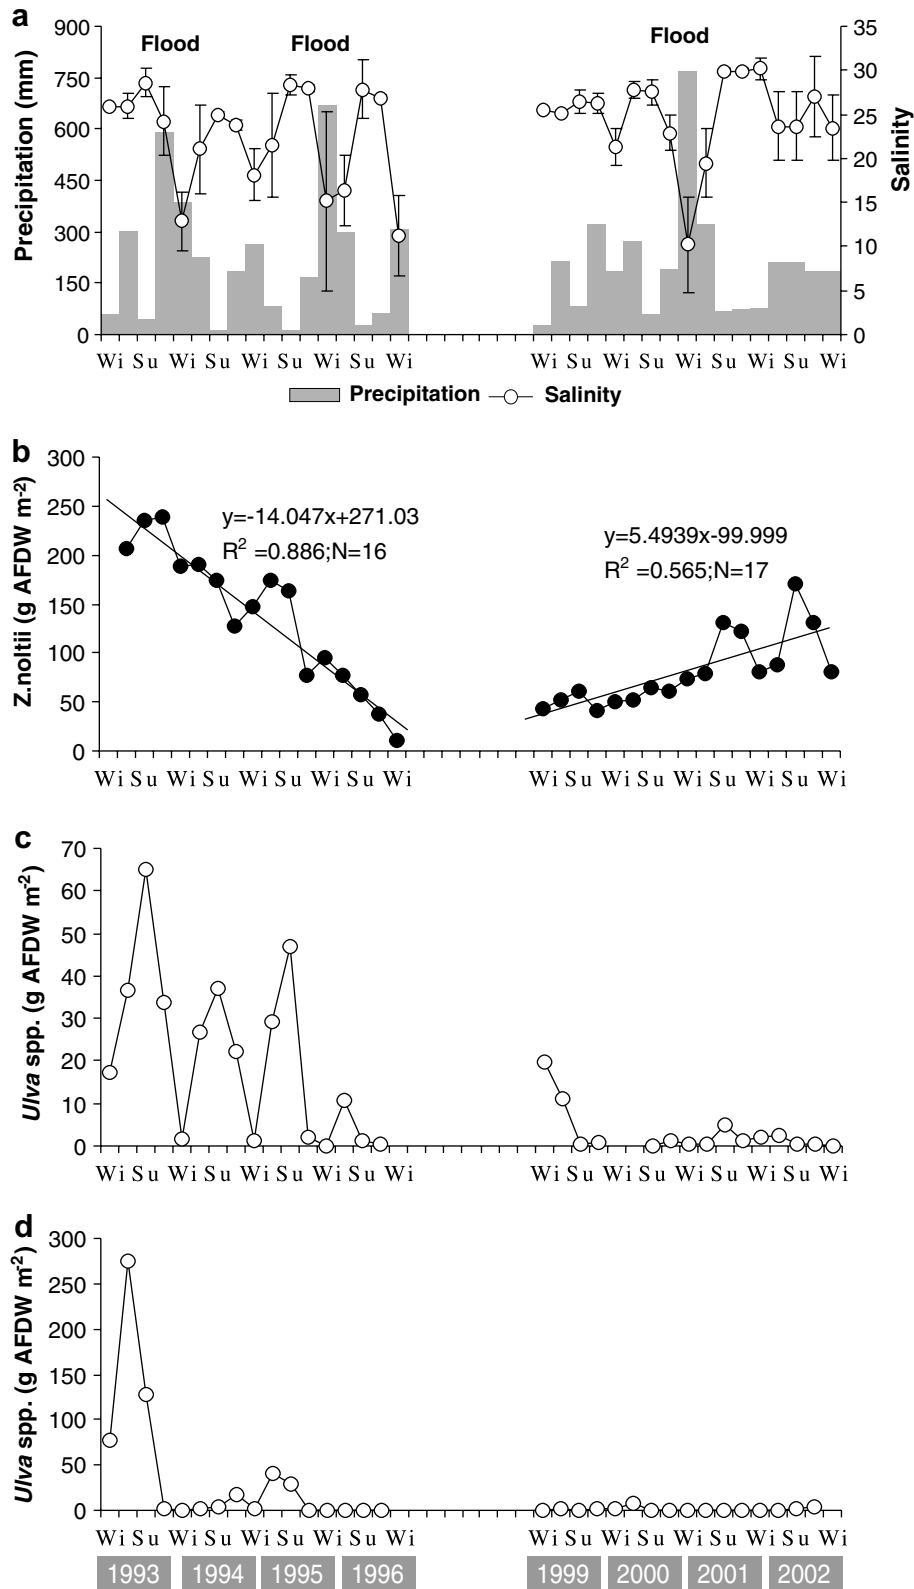 a
900
750
600
450
300
150
0
Precipitation (mm)
Flood
Flood
Flood
35
30
25
20
15
10
5
0
Salinity
Wi Su Wi Su Wi Su Wi Su Wi
Wi Su Wi Su Wi Su Wi Su Wi
Precipitation
Salinity
b
300
250
200
150
100
50
0
Z.noltii (g AFDW m-2)
y=-14.047x+271.03
R2 =0.886;N=16
y=5.4939x-99.999
R2 =0.565;N=17
Wi Su Wi Su Wi Su Wi Su Wi
Wi Su Wi Su Wi Su Wi Su Wi
c
70
60
50
40
30
20
10
0
Ulva spp. (g AFDW m-2)
Wi Su Wi Su Wi Su Wi Su Wi
Wi Su Wi Su Wi Su Wi Su Wi
d
300
250
200
150
100
50
0
Ulva spp. (g AFDW m-2)
Wi Su Wi Su Wi Su Wi Su Wi
Wi Su Wi Su Wi Su Wi Su Wi
1993 1994 1995 1996
1999 2000 2001 2002